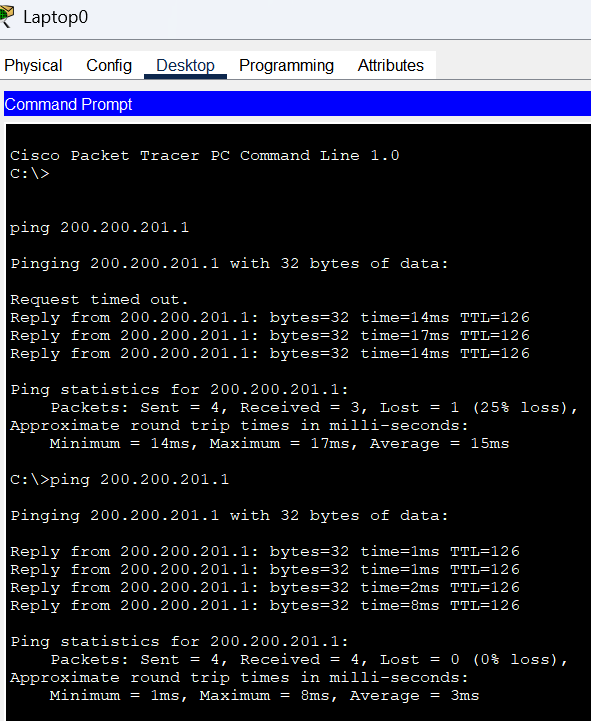 Laptop0
Physical Config Desktop Programming Attributes
Command Prompt
Cisco Packet Tracer PC Command Line 1.0
C:\>
ping 200.200.201.1
Pinging 200.200.201.1 with 32 bytes of data:
Request timed out.
Reply from 200.200.201.1: bytes=32 time=14ms TTL=126
Reply from 200.200.201.1: bytes=32 time=17ms TTL=126
Reply from 200.200.201.1: bytes=32 time=14ms TTL=126
Ping statistics for 200.200.201.1:
    Packets: Sent = 4, Received = 3, Lost = 1 (25% loss),
Approximate round trip times in milli-seconds:
    Minimum = 14ms, Maximum = 17ms, Average = 15ms
C:\>ping 200.200.201.1
Pinging 200.200.201.1 with 32 bytes of data:
Reply from 200.200.201.1: bytes=32 time=1ms TTL=126
Reply from 200.200.201.1: bytes=32 time=1ms TTL=126
Reply from 200.200.201.1: bytes=32 time=2ms TTL=126
Reply from 200.200.201.1: bytes=32 time=8ms TTL=126
Ping statistics for 200.200.201.1:
    Packets: Sent = 4, Received = 4, Lost = 0 (0% loss),
Approximate round trip times in milli-seconds:
    Minimum = 1ms, Maximum = 8ms, Average = 3ms